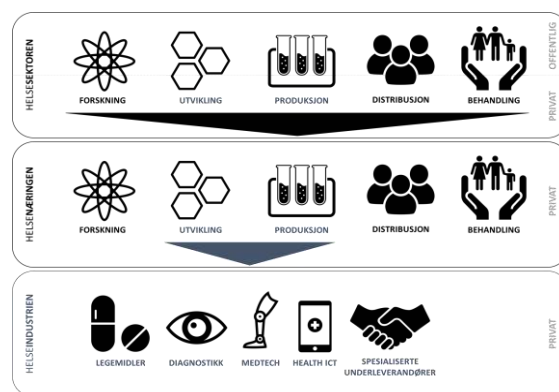 HELSESEKTOREN
FORSKNING
UTVIKLING
PRODUKSJON
DISTRIBUSJON
BEHANDLING
OFFENTLIG
PRIVAT
HELSENÆRINGEN
FORSKNING
UTVIKLING
PRODUKSJON
DISTRIBUSJON
BEHANDLING
PRIVAT
HELSEINDUSTRIEN
LEGEMIDLER
DIAGNOSTIKK
MEDTECH
HEALTH ICT
SPESIALISERTE
UNDERLEVERANDØRER
PRIVAT